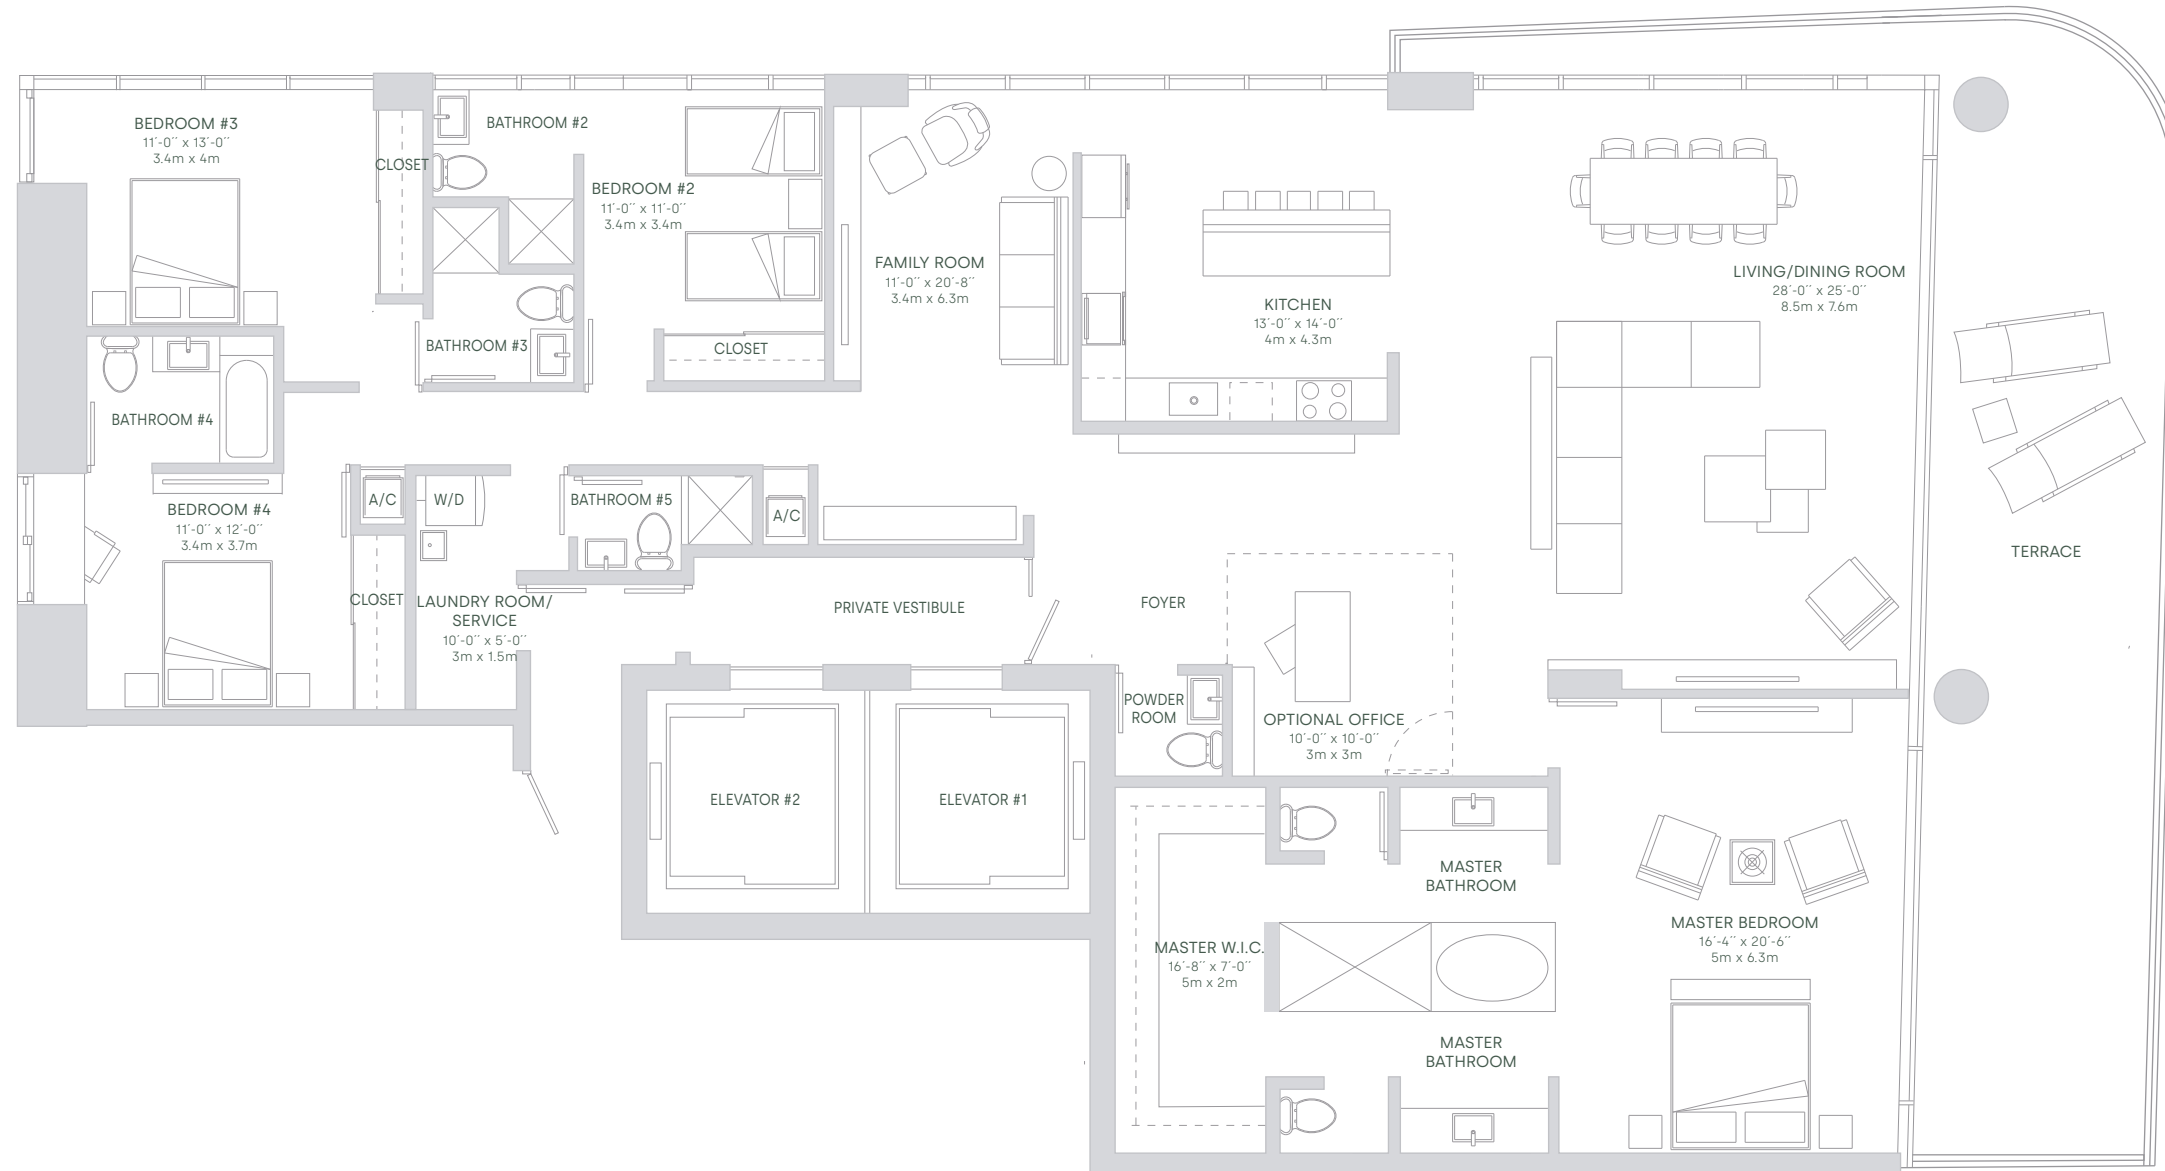 BEDROOM #3
11´-0´´ x 13´-0´´
3.4m x 4m
CLOSET
BATHROOM #2
BEDROOM #2
11´-0´´ x 11´-0´´
3.4m x 3.4m
FAMILY ROOM
11´-0´´ x 20´-8´´
3.4m x 6.3m
KITCHEN
13´-0´´ x 14´-0´´
4m x 4.3m
LIVING/DINING ROOM
28´-0´´ x 25´-0´´
8.5m x 7.6m
BATHROOM #3
CLOSET
BATHROOM #4
BEDROOM #4
11´-0´´ x 12´-0´´
3.4m x 3.7m
A/C
W/D
BATHROOM #5
A/C
TERRACE
CLOSET
LAUNDRY ROOM/
SERVICE
10´-0´´ x 5´-0´´
3m x 1.5m
PRIVATE VESTIBULE
FOYER
POWDER
ROOM
OPTIONAL OFFICE
10´-0´´ x 10´-0´´
3m x 3m
ELEVATOR #2
ELEVATOR #1
MASTER
BATHROOM
MASTER W.I.C.
16´-8´´ x 7´-0´´
5m x 2m
MASTER BEDROOM
16´-4´´ x 20´-6´´
5m x 6.3m
MASTER
BATHROOM